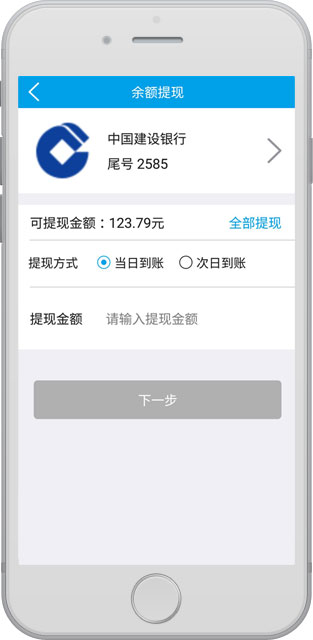 余额提现
中国建设银行
尾号 2585
可提现金额：123.79元 全部提现
提现方式 当日到账 次日到账
提现金额 请输入提现金额
下一步